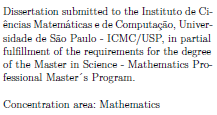 Dissertation submitted to the Instituto de Ci-
ências Matemáticas e de Computação, Univer-
sidade de São Paulo - ICMC/USP, in partial
fulfillment of the requirements for the degree
of the Master in Science - Mathematics Pro-
fessional Master´s Program.
Concentration area: Mathematics